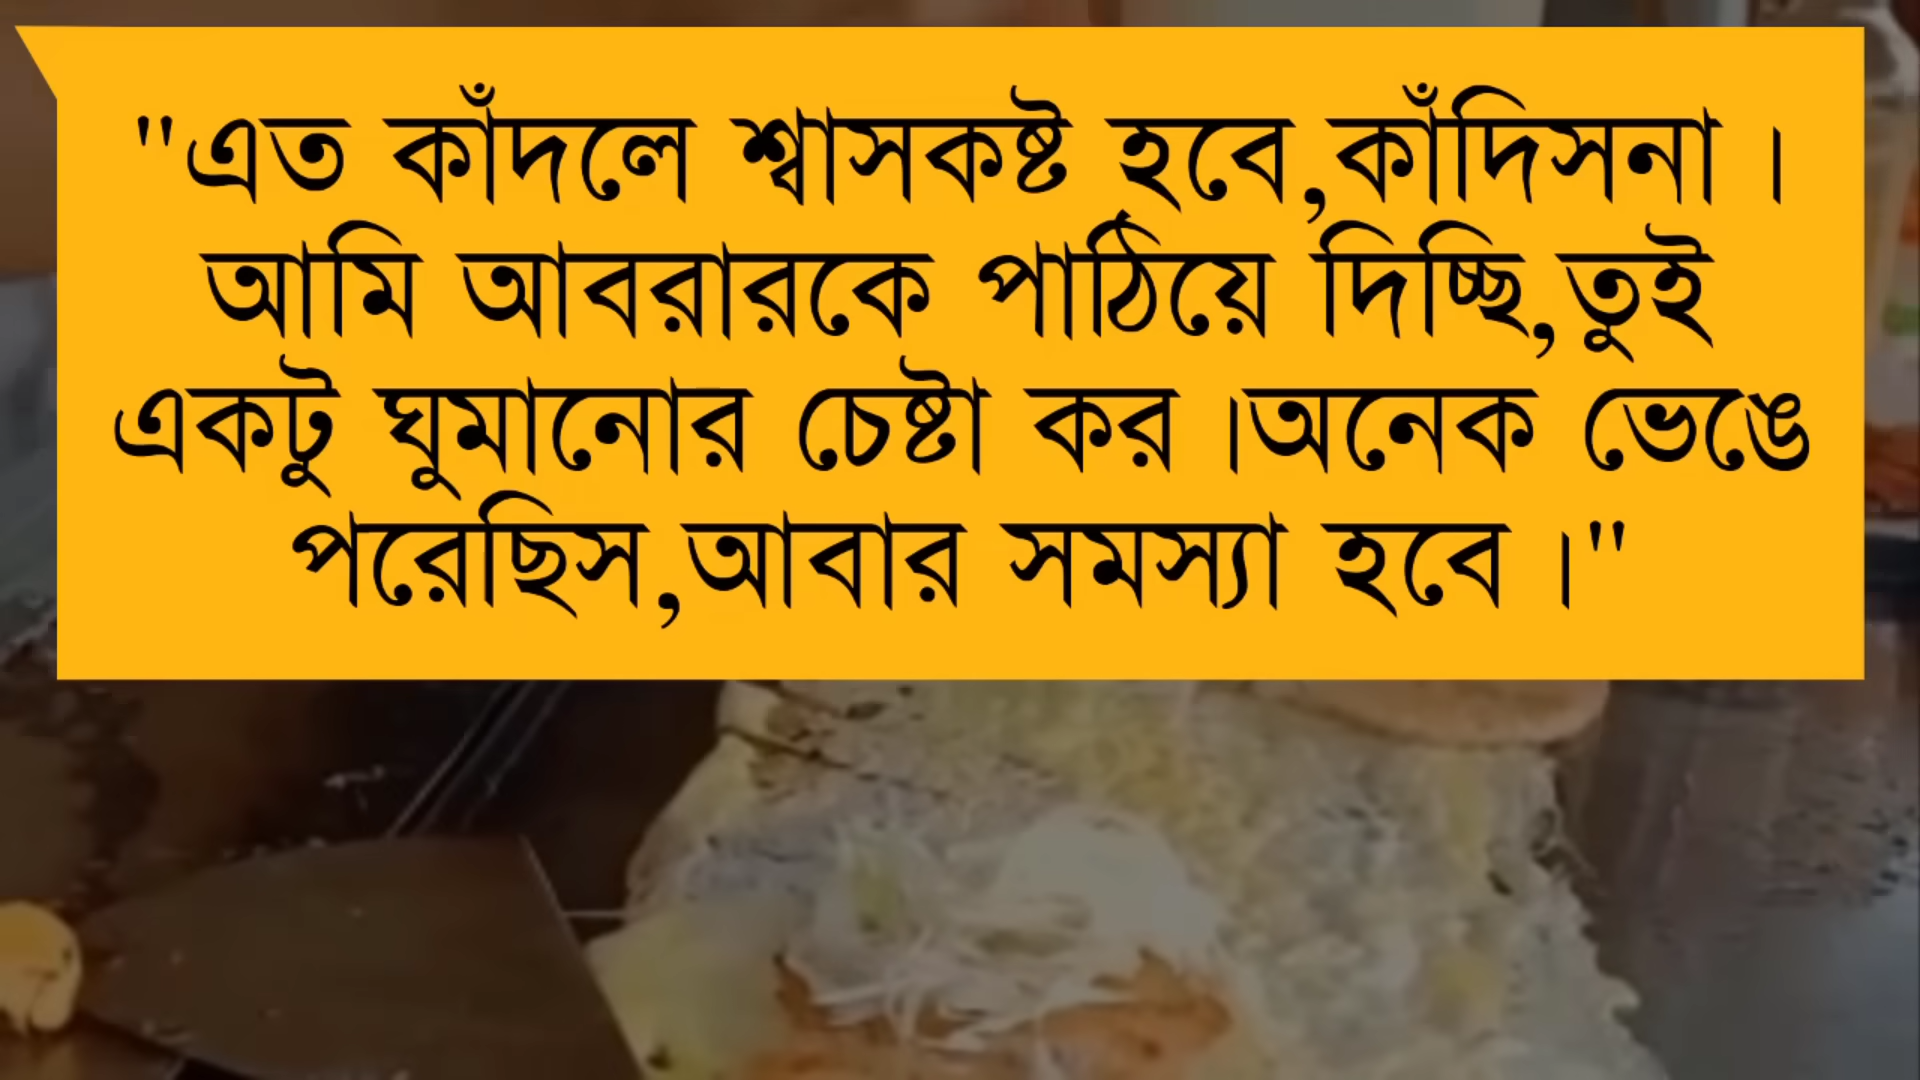 "এত কাঁদলে শ্বাসকষ্ট হবে,কাঁদিসনা ।
আমি আবরারকে পাঠিয়ে দিচ্ছি,তুই
একটু ঘুমানোর চেষ্টা কর ।অনেক ভেঙে
পরেছিস,আবার সমস্যা হবে ।"